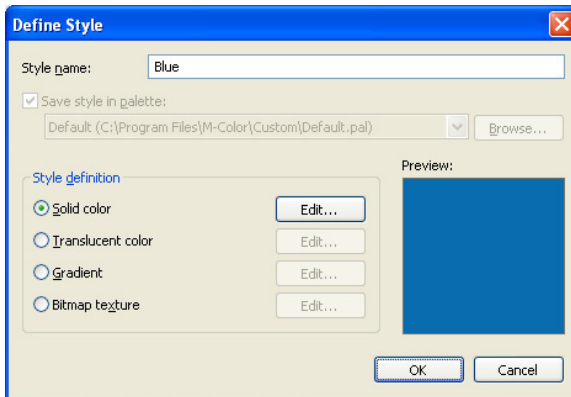 Define Style
Style name: Blue
Save style in palette:
Default (C:\Program Files\M-Color\Custom\Default.pal) Browse...
Preview:
Style definition
Solid color Edit...
Translucent color Edit...
Gradient Edit...
Bitmap texture Edit...
OK Cancel